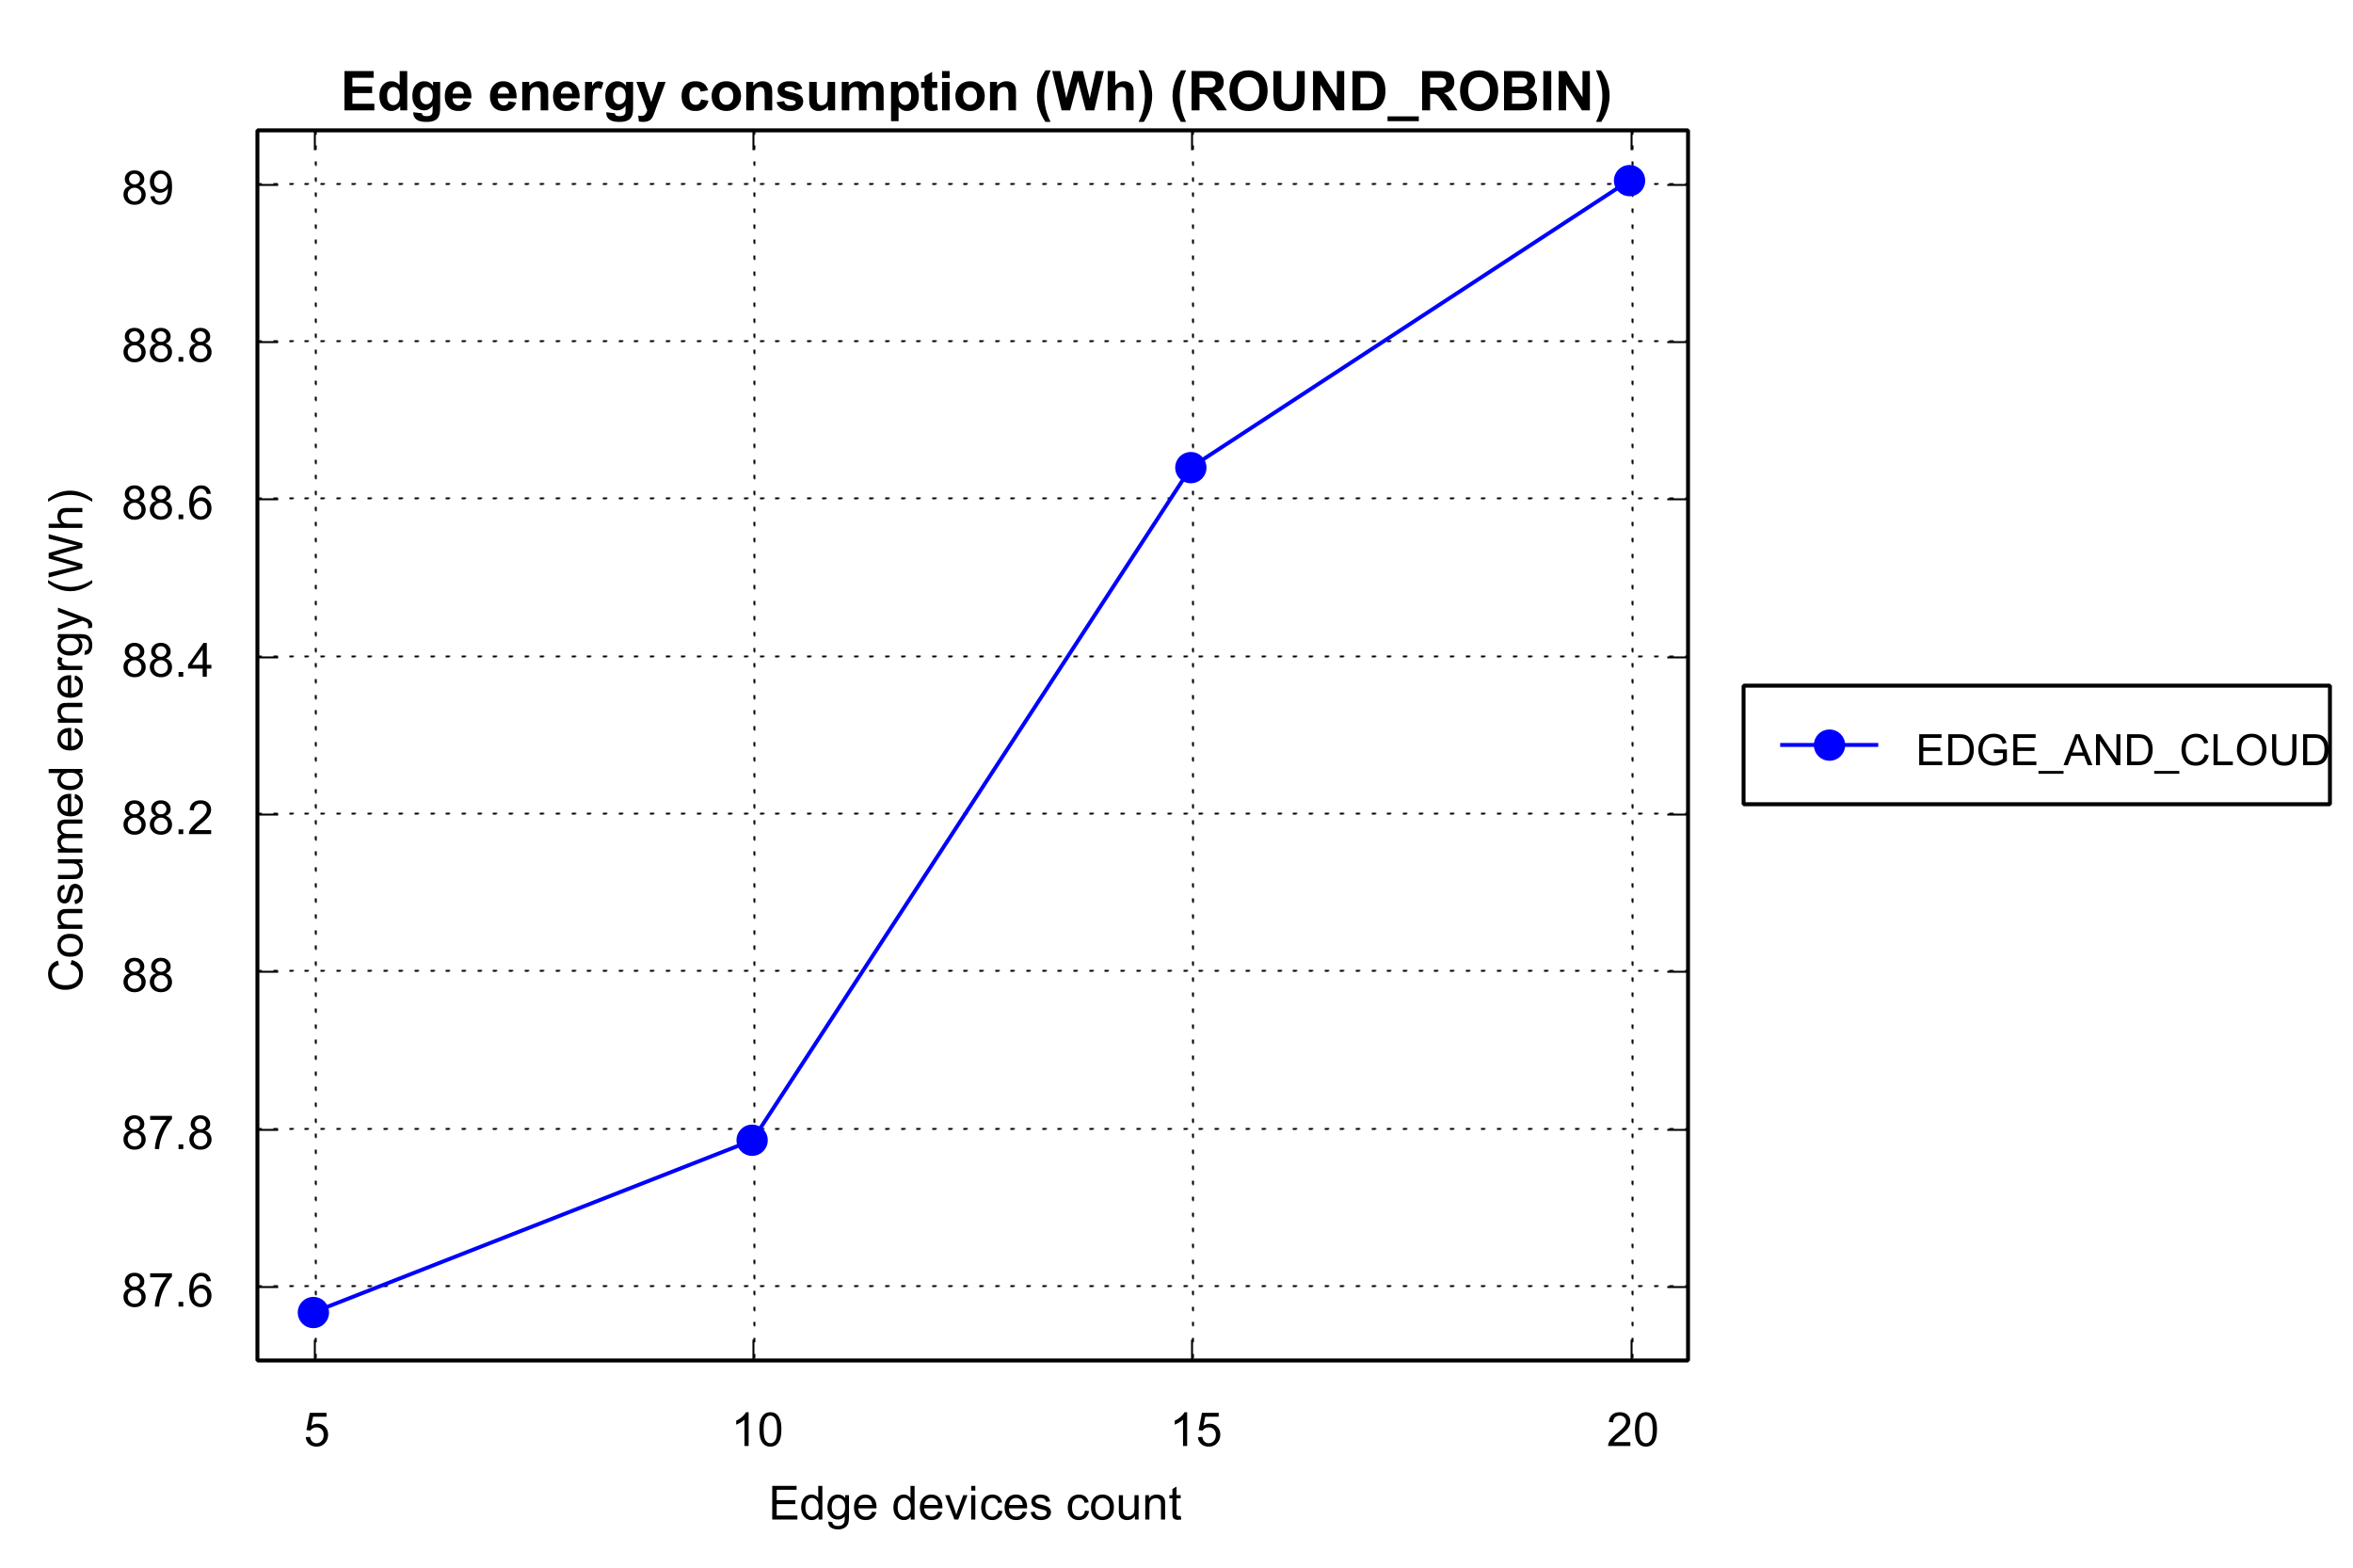 Edge energy consumption (Wh) (ROUND_ROBIN)
89
88.8
88.6
88.4
88.2
88
87.8
87.6
Consumed energy (Wh)
EDGE_AND_CLOUD
5 10 15 20
Edge devices count